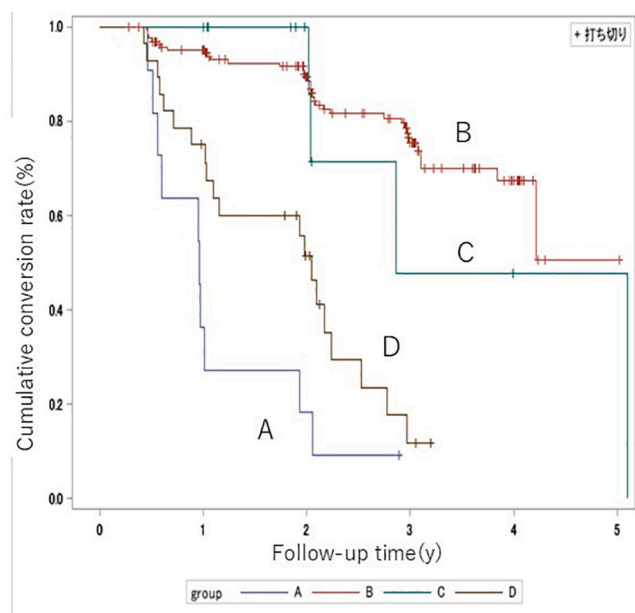 + 打ち切り
1.0
0.8
0.6
0.4
0.2
0.0
Cumulative conversion rate(%)
A
B
C
D
0
1
2
3
4
5
Follow-up time(y)
group
A
B
C
D